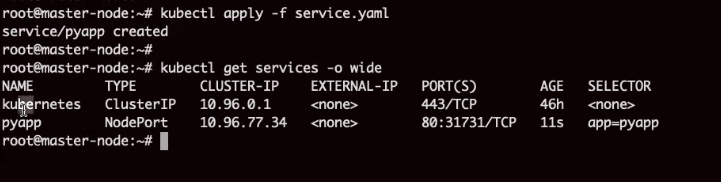 root@master-node:~# kubectl apply -f service.yaml
service/pyapp created
root@master-node:~#
root@master-node:~# kubectl get services -o wide
NAME TYPE CLUSTER-IP EXTERNAL-IP PORT(S) AGE SELECTOR
kubernetes ClusterIP 10.96.0.1 <none> 443/TCP 46h <none>
pyapp NodePort 10.96.77.34 <none> 80:31731/TCP 11s app=pyapp
root@master-node:~#